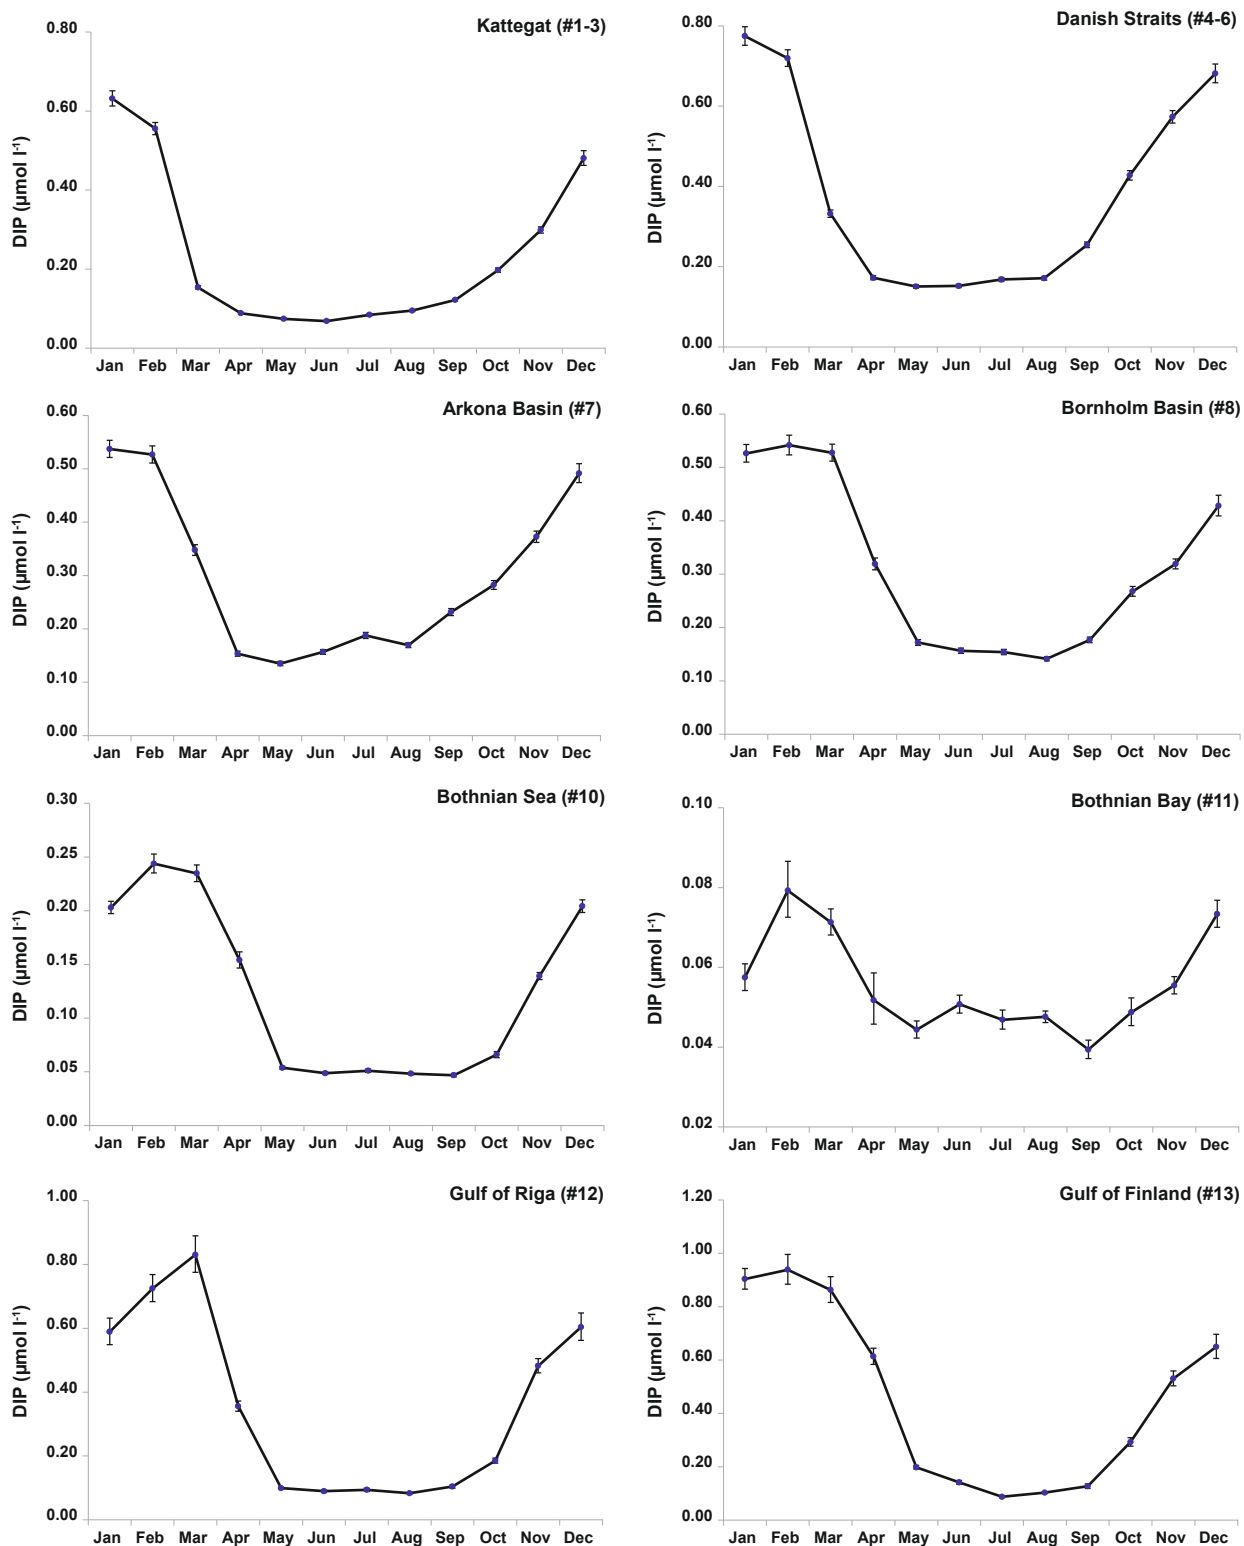 Kattegat (#1-3)
DIP (µmol l-1)
0.80
0.60
0.40
0.20
0.00
Jan Feb Mar Apr May Jun Jul Aug Sep Oct Nov Dec
Danish Straits (#4-6)
DIP (µmol l-1)
0.80
0.60
0.40
0.20
0.00
Jan Feb Mar Apr May Jun Jul Aug Sep Oct Nov Dec
Arkona Basin (#7)
DIP (µmol l-1)
0.60
0.50
0.40
0.30
0.20
0.10
0.00
Jan Feb Mar Apr May Jun Jul Aug Sep Oct Nov Dec
Bornholm Basin (#8)
DIP (µmol l-1)
0.60
0.50
0.40
0.30
0.20
0.10
0.00
Jan Feb Mar Apr May Jun Jul Aug Sep Oct Nov Dec
Bothnian Sea (#10)
DIP (µmol l-1)
0.30
0.25
0.20
0.15
0.10
0.05
0.00
Jan Feb Mar Apr May Jun Jul Aug Sep Oct Nov Dec
Bothnian Bay (#11)
DIP (µmol l-1)
0.10
0.08
0.06
0.04
0.02
Jan Feb Mar Apr May Jun Jul Aug Sep Oct Nov Dec
Gulf of Riga (#12)
DIP (µmol l-1)
1.00
0.80
0.60
0.40
0.20
0.00
Jan Feb Mar Apr May Jun Jul Aug Sep Oct Nov Dec
Gulf of Finland (#13)
DIP (µmol l-1)
1.20
1.00
0.80
0.60
0.40
0.20
0.00
Jan Feb Mar Apr May Jun Jul Aug Sep Oct Nov Dec